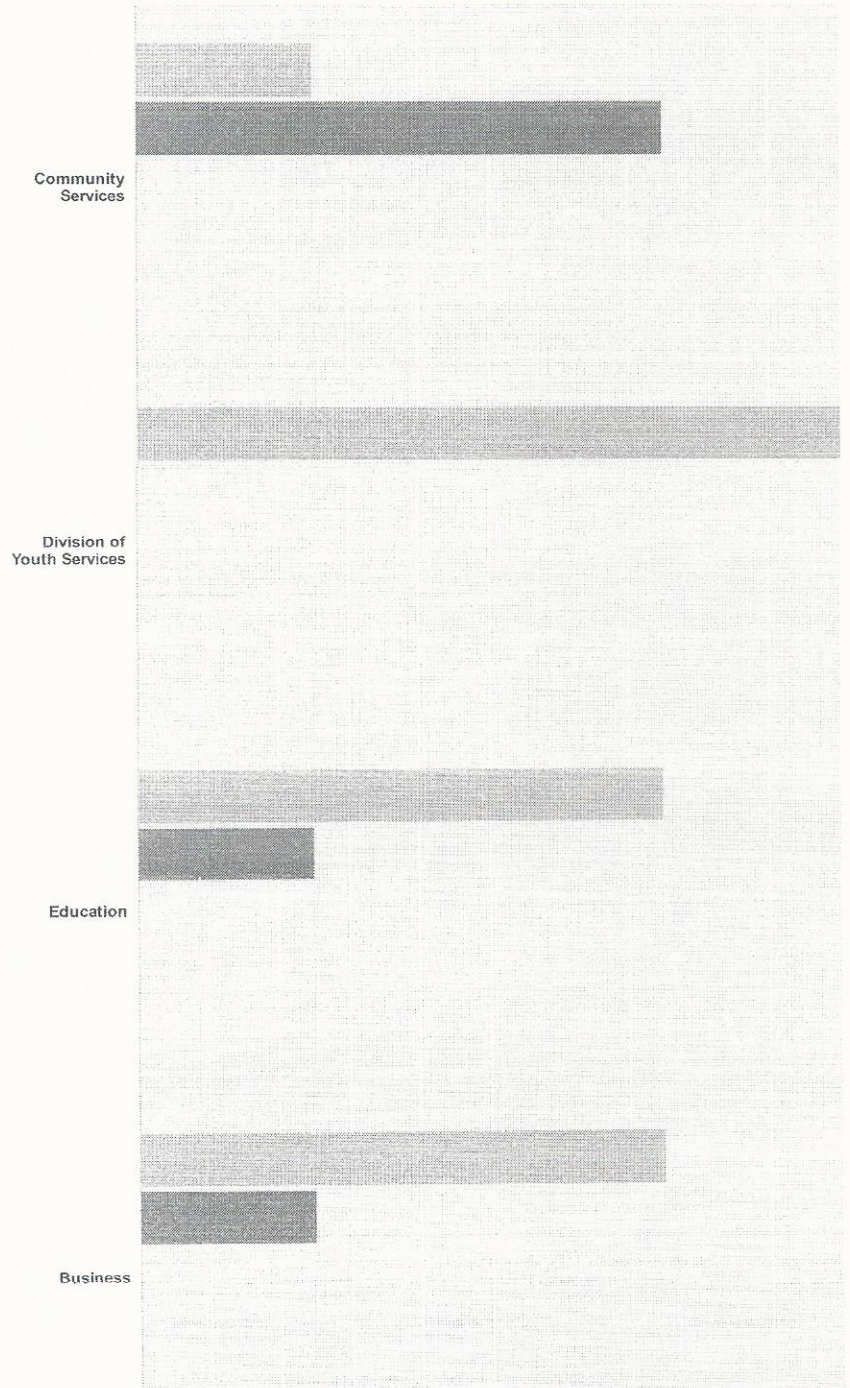 Community
Services
Division of
Youth Services
Education
Business